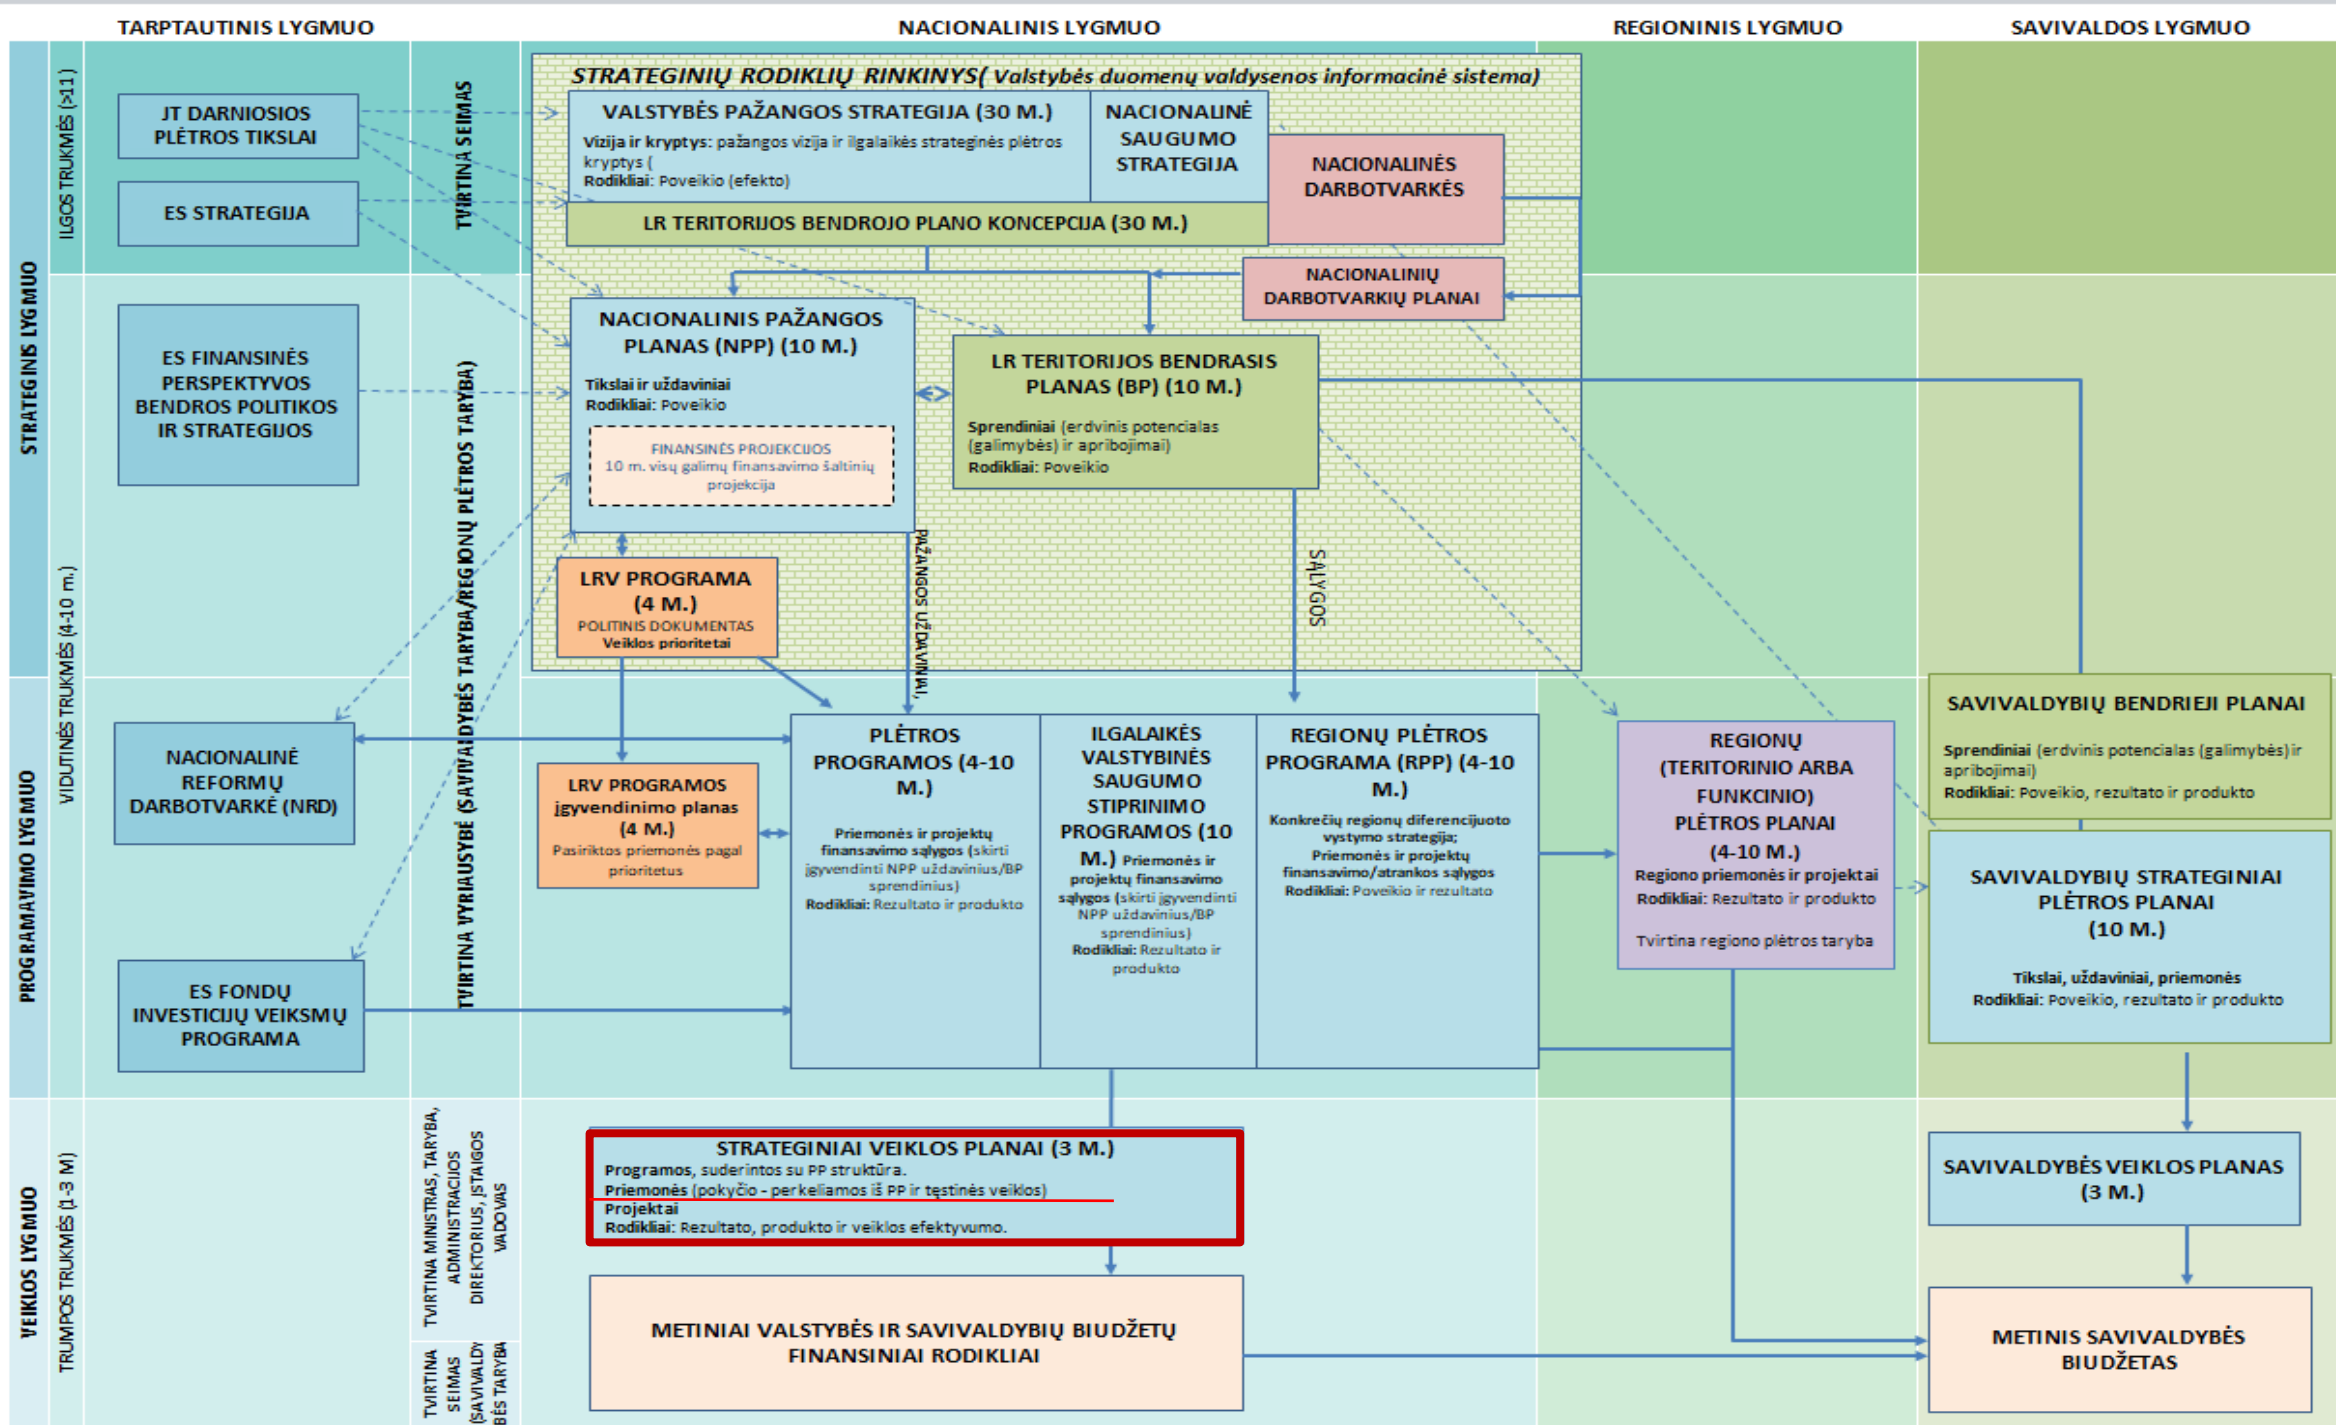 TARPTAUTINIS LYGMUO
NACIONALINIS LYGMUO
REGIONINIS LYGMUO
SAVIVALDOS LYGMUO
STRATEGINIS LYGMUO
PROGRAMAVIMO LYGMUO
VEIKLOS LYGMUO
ILGOS TRUKMĖS (>11)
VIDUTINĖS TRUKMĖS (4-10 m.)
TRUMPOS TRUKMĖS (1-3 M)
JT DARNIOSIOS
PLĖTROS TIKSLAI
ES STRATEGIJA
ES FINANSINĖS
PERSPEKTYVOS
BENDROS POLITIKOS
IR STRATEGIJOS
NACIONALINĖ
REFORMŲ
DARBOTVARKĖ (NRD)
ES FONDŲ
INVESTICIJŲ VEIKSMŲ
PROGRAMA
TVIRTINA SEIMAS
TVIRTINA VYRIAUSUSYBĖ (SAVIVALDYBĖS TARYBA/REGIONŲ PLĖTROS TARYBA)
TVIRTINA MINISTRAS, TARYBA,
ADMINISTRACIJOS
DIREKTORIUS, ĮSTAIGOS
VADOVAS
TVIRTINA
SEIMAS
(SAVIVALDY
BĖS TARYBA
STRATEGINIŲ RODIKLIŲ RINKINYS( Valstybės duomenų valdysenos informacinė sistema)
VALSTYBĖS PAŽANGOS STRATEGIJA (30 M.)
Vizija ir kryptys: pažangos vizija ir ilgalaikės strateginės plėtros
kryptys (
Rodikliai: Poveikio (efekto)
NACIONALINĖ
SAUGUMO
STRATEGIJA
NACIONALINĖS
DARBOTVARKĖS
LR TERITORIJOS BENDROJO PLANO KONCEPCIJA (30 M.)
NACIONALINIŲ
DARBOTVARKIŲ PLANAI
NACIONALINIS PAŽANGOS
PLANAS (NPP) (10 M.)
Tikslai ir uždaviniai
Rodikliai: Poveikio
FINANSINĖS PROJEKCIJOS
10 m. visų galimų finansavimo šaltinių
projekcija
LR TERITORIJOS BENDRASIS
PLANAS (BP) (10 M.)
Sprendiniai (erdvinis potencialas
(galimybės) ir apribojimai)
Rodikliai: Poveikio
PAŽANGOS UŽDAVINIAI,
SĄLYGOS
LRV PROGRAMA
(4 M.)
POLITINIS DOKUMENTAS
Veiklos prioritetai
LRV PROGRAMOS
įgyvendinimo planas
(4 M.)
Pasiriktos priemonės pagal
prioritetus
PLĖTROS
PROGRAMOS (4-10
M.)
Priemonės ir projektų
finansavimo sąlygos (skirti
įgyvendinti NPP uždavinius/BP
sprendinius)
Rodikliai: Rezultato ir produkto
ILGALAIKĖS
VALSTYBINĖS
SAUGUMO
STIPRINIMO
PROGRAMOS (10
M.) Priemonės ir
projektų finansavimo
sąlygos (skirti įgyvendinti
NPP uždavinius/BP
sprendinius)
Rodikliai: Rezultato ir
produkto
REGIONŲ PLĖTROS
PROGRAMA (RPP) (4-10
M.)
Konkrečių regionų diferencijuoto
vystymo strategija;
Priemonės ir projektų
finansavimo/atrankos sąlygos
Rodikliai: Poveikio ir rezultato
REGIONŲ
(TERITORINIO ARBA
FUNKCINIO)
PLĖTROS PLANAI
(4-10 M.)
Regiono priemonės ir projektai
Rodikliai: Rezultato ir produkto
Tvirtina regiono plėtros taryba
SAVIVALDYBIŲ BENDRIEJI PLANAI
Sprendiniai (erdvinis potencialas (galimybės) ir
apribojimai)
Rodikliai: Poveikio, rezultato ir produkto
SAVIVALDYBIŲ STRATEGINIAI
PLĖTROS PLANAI
(10 M.)
Tikslai, uždaviniai, priemonės
Rodikliai: Poveikio, rezultato ir produkto
STRATEGINIAI VEIKLOS PLANAI (3 M.)
Programos, suderintos su PP struktūra.
Priemonės (pokyčio - perkeliamos iš PP ir tęstinės veiklos)
Projektai
Rodikliai: Rezultato, produkto ir veiklos efektyvumo.
SAVIVALDYBĖS VEIKLOS PLANAS
(3 M.)
METINIAI VALSTYBĖS IR SAVIVALDYBIŲ BIUDŽETŲ
FINANSINIAI RODIKLIAI
METINIS SAVIVALDYBĖS
BIUDŽETAS